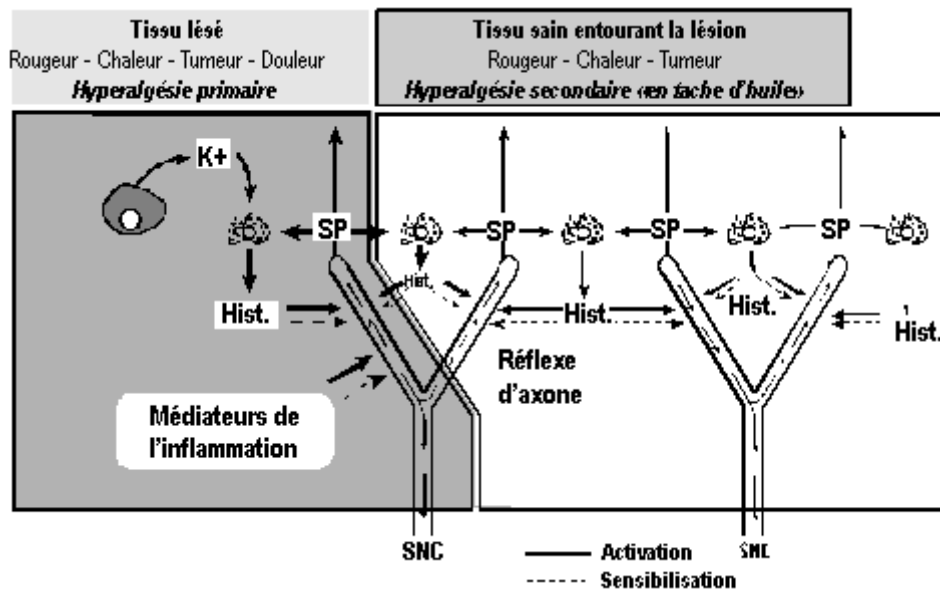 Tissu lésé
Rougeur - Chaleur - Tumeur - Douleur
Hyperalgésie primaire
Tissu sain entourant la lésion
Rougeur - Chaleur - Tumeur
Hyperalgésie secondaire «en tache d'huile»
K+
SP
SP
SP
SP
Hist.
Hist.
Hist.
Hist.
Hist.
Réflexe
d'axone
Médiateurs de
l'inflammation
SNC
SNC
Activation
Sensibilisation